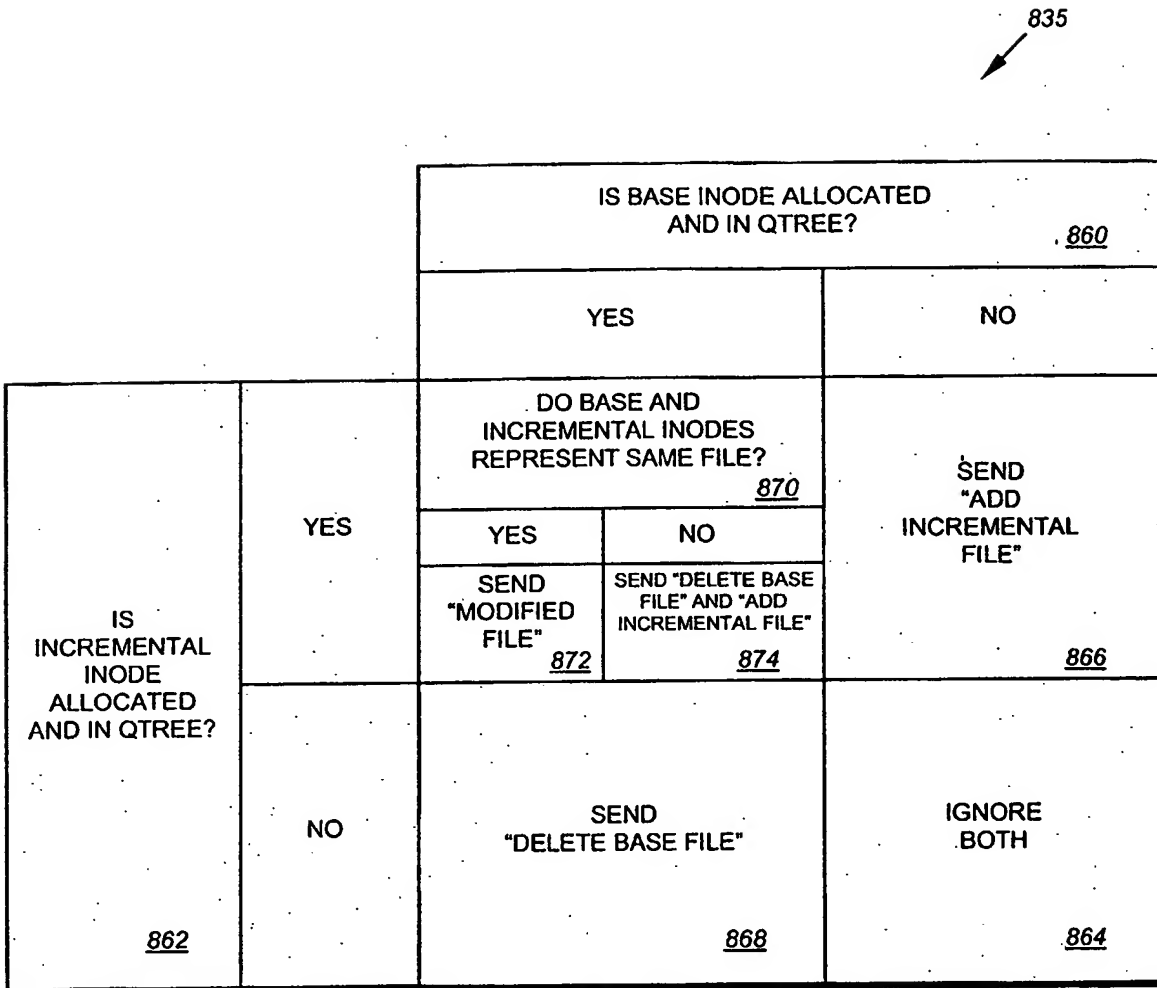 835
IS BASE INODE ALLOCATED
AND IN QTREE?
860
YES
NO
IS
INCREMENTAL
INODE
ALLOCATED
AND IN QTREE?
862
YES
DO BASE AND
INCREMENTAL INODES
REPRESENT SAME FILE?
870
YES
NO
SEND
"MODIFIED
FILE"
872
SEND "DELETE BASE
FILE" AND "ADD
INCREMENTAL FILE"
874
SEND
"ADD
INCREMENTAL
FILE"
866
NO
SEND
"DELETE BASE FILE"
868
IGNORE
BOTH
864